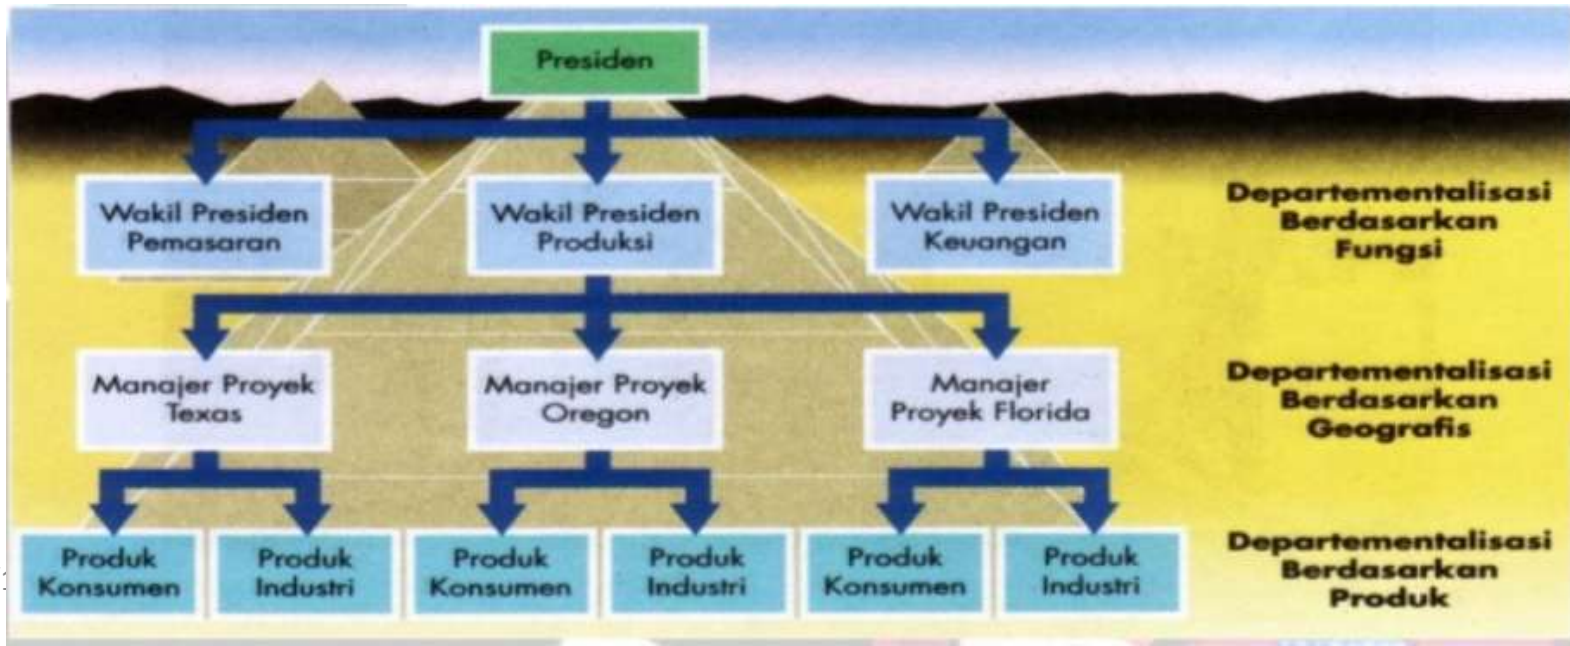 Presiden
Wakil Presiden
Pemasaran
Wakil Presiden
Produksi
Wakil Presiden
Keuangan
Departementalisasi
Berdasarkan
Fungsi
Manajer Proyek
Texas
Manajer Proyek
Oregon
Manajer
Proyek Florida
Departementalisasi
Berdasarkan
Geografis
Produk
Konsumen
Produk
Industri
Produk
Konsumen
Produk
Industri
Produk
Konsumen
Produk
Industri
Departementalisasi
Berdasarkan
Produk